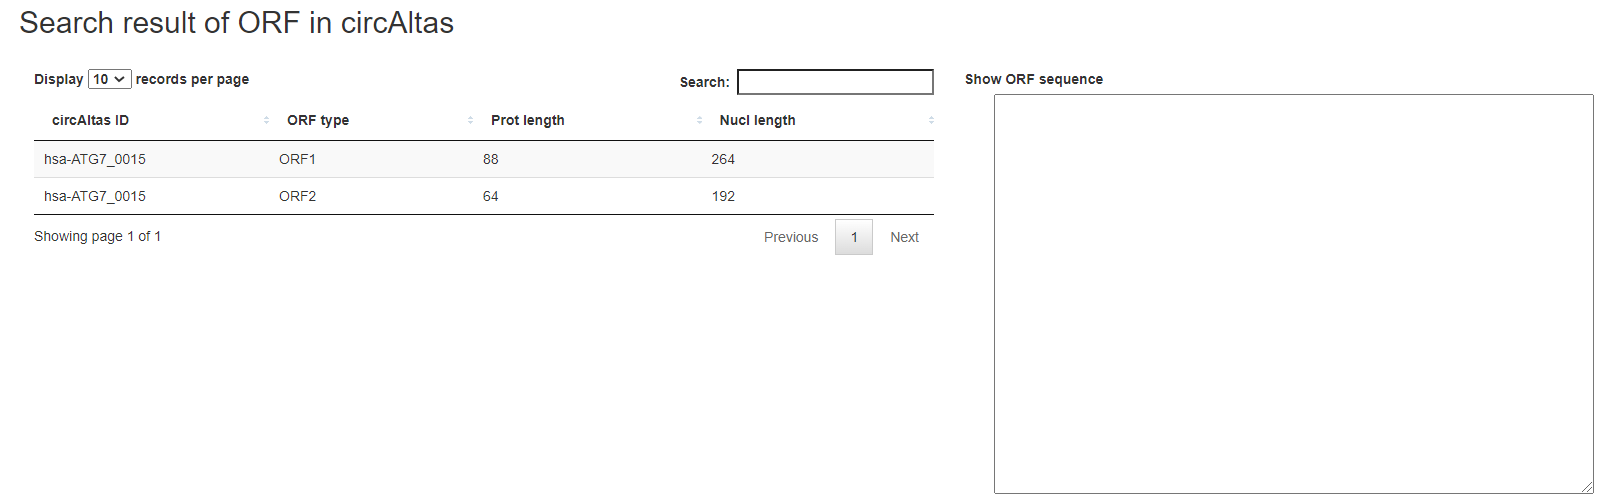 Search result of ORF in circAltas
Display 10 records per page
Search:
circAltas ID ORF type Prot length Nucl length
hsa-ATG7_0015 ORF1 88 264
hsa-ATG7_0015 ORF2 64 192
Showing page 1 of 1
Previous 1 Next
Show ORF sequence